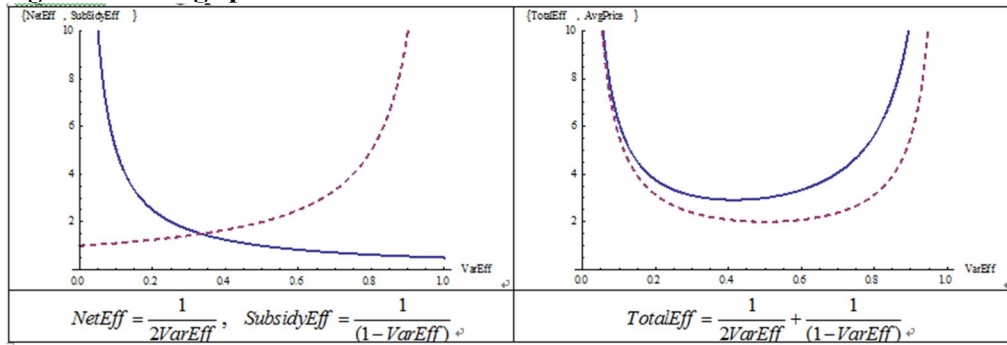 {NetEff , SubSidyEff }
10
8
6
4
2
0.0 0.2 0.4 0.6 0.8 1.0
VarEff
{TotalEff , AvgPrice }
10
8
6
4
2
0.0 0.2 0.4 0.6 0.8 1.0
VarEff
NetEff = 1/2VarEff , SubsidyEff = 1/(1−VarEff)
TotalEff = 1/2VarEff + 1/(1−VarEff)